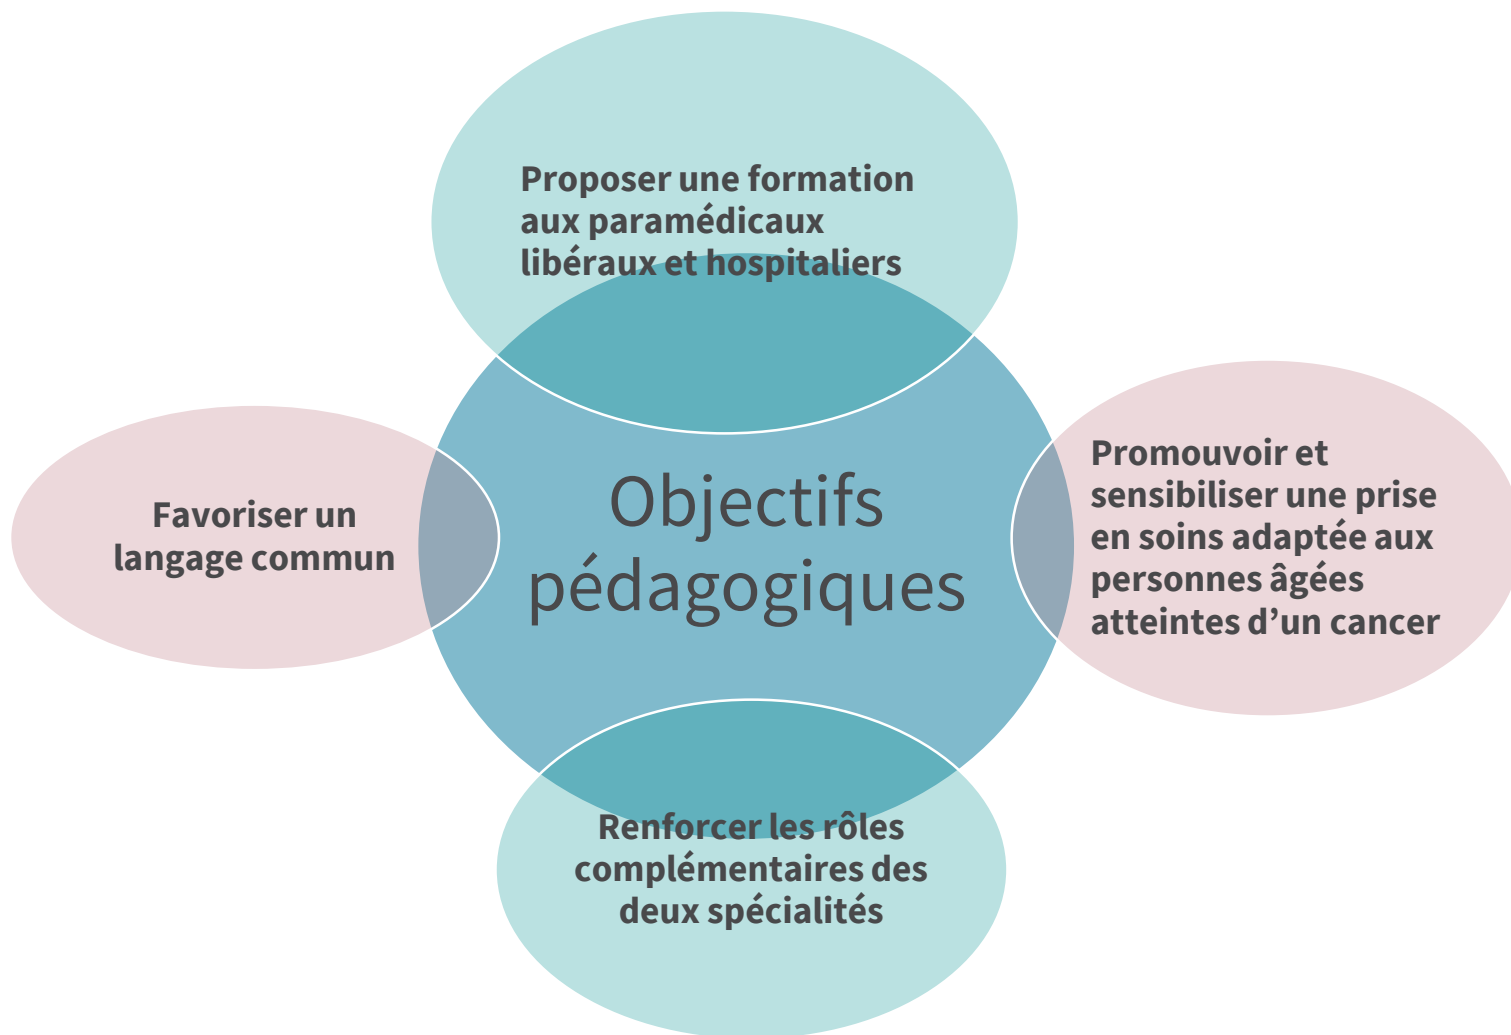 Proposer une formation
aux paramédicaux
libéraux et hospitaliers
Favoriser un
langage commun
Objectifs
pédagogiques
Promouvoir et
sensibiliser une prise
en soins adaptée aux
personnes âgées
atteintes d’un cancer
Renforcer les rôles
complémentaires des
deux spécialités